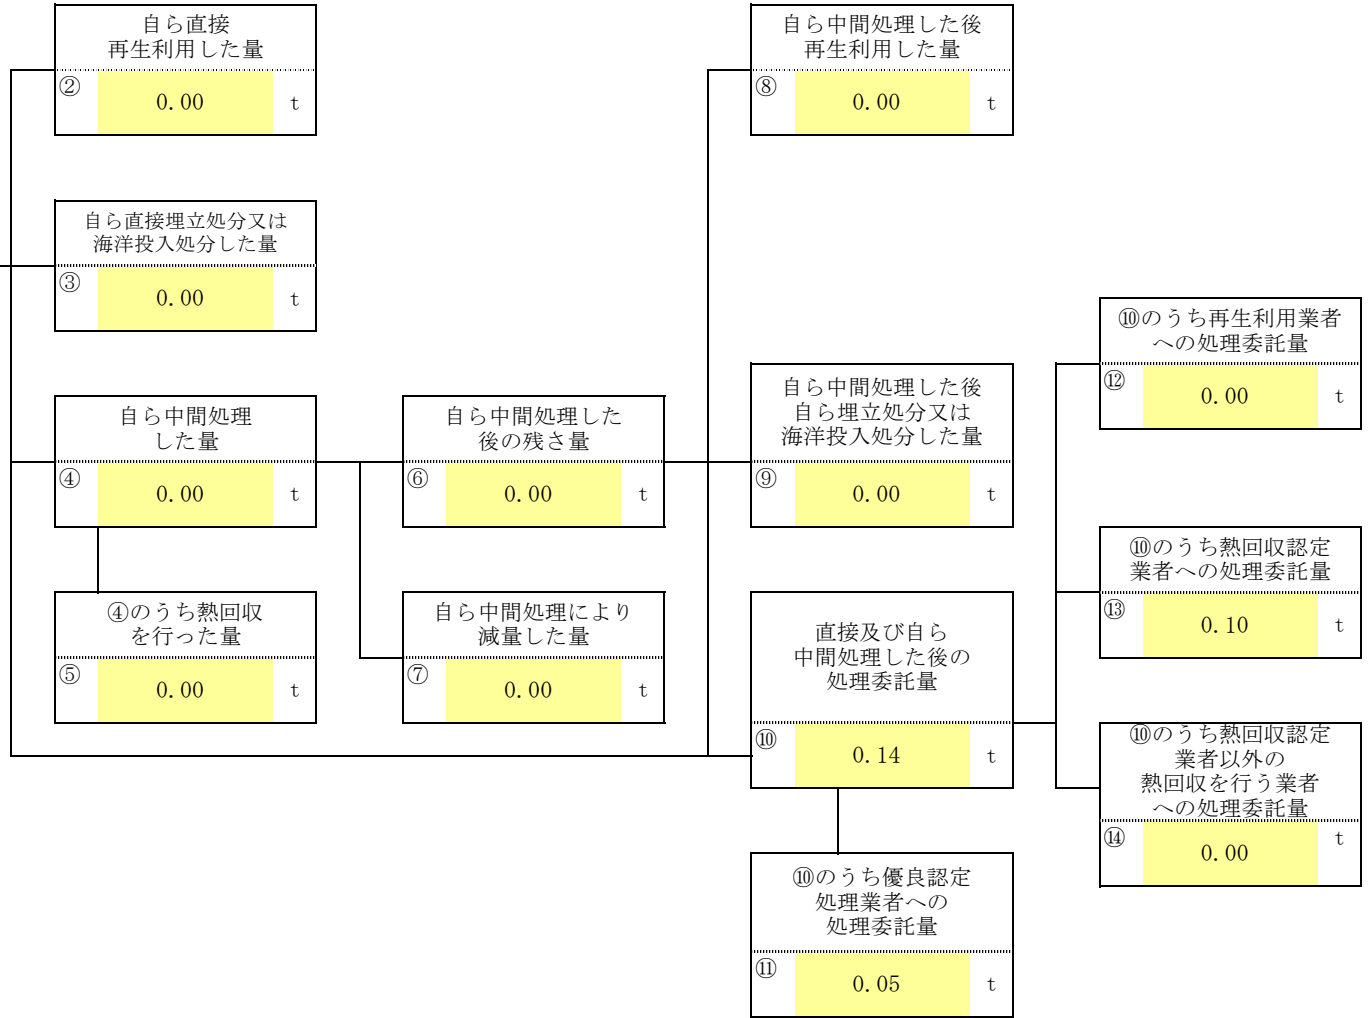 自ら直接
再生利用した量
②
0.00
t
自ら中間処理した後
再生利用した量
⑧
0.00
t
自ら直接埋立処分又は
海洋投入処分した量
③
0.00
t
⑩のうち再生利用業者
への処理委託量
⑫
0.00
t
自ら中間処理
した量
④
0.00
t
自ら中間処理した
後の残さ量
⑥
0.00
t
自ら中間処理した後
自ら埋立処分又は
海洋投入処分した量
⑨
0.00
t
⑩のうち熱回収認定
業者への処理委託量
⑬
0.10
t
④のうち熱回収
を行った量
⑤
0.00
t
自ら中間処理により
減量した量
⑦
0.00
t
直接及び自ら
中間処理した後の
処理委託量
⑩
0.14
t
⑩のうち熱回収認定
業者以外の
熱回収を行う業者
への処理委託量
⑭
0.00
t
⑩のうち優良認定
処理業者への
処理委託量
⑪
0.05
t